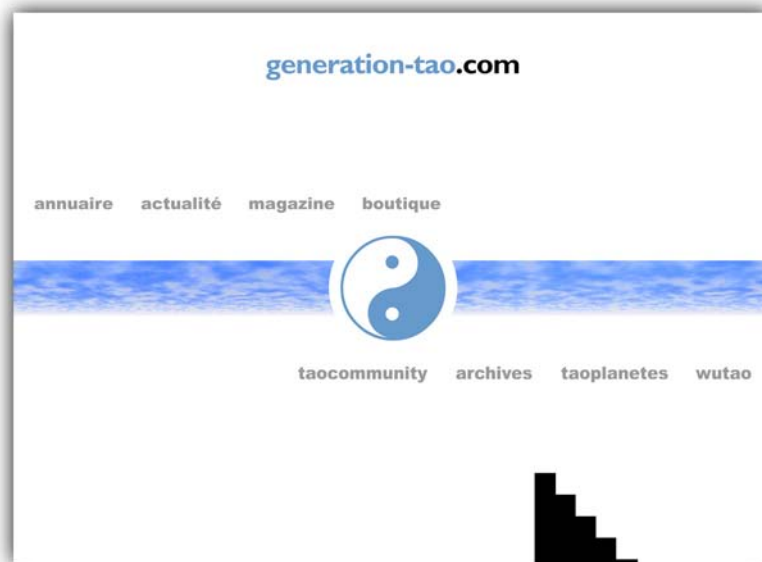 generation-tao.com
annuaire actualité magazine boutique
taocommunity archives taoplanetes wutao